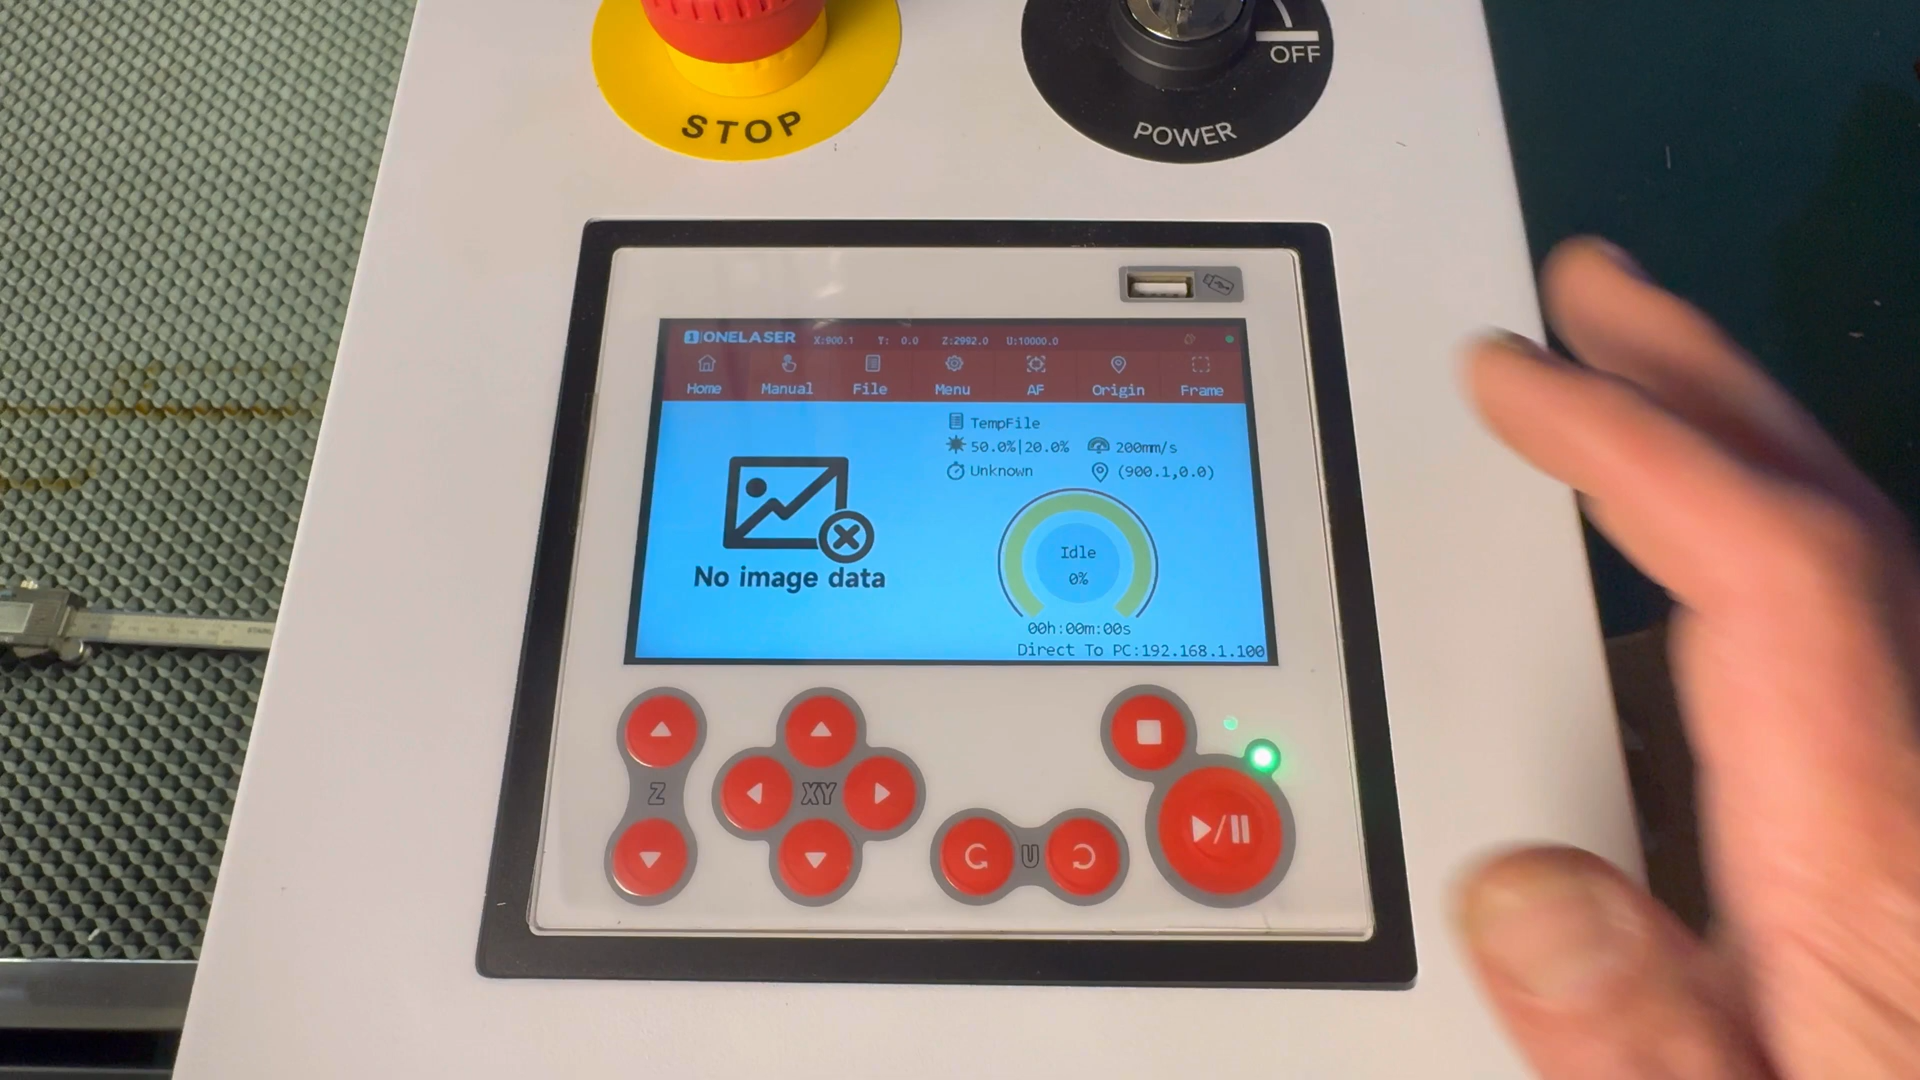 OFF
STOP
POWER
1 ONELASER X:900.1 Y: 0.0 Z:2992.0 U:10000.0
Home Manual File Menu AF Origin Frame
TempFile
50.0%|20.0% 200mm/s
Unknown (900.1,0.0)
No image data
Idle
0%
00h:00m:00s
Direct To PC:192.168.1.100
Z
XY
U